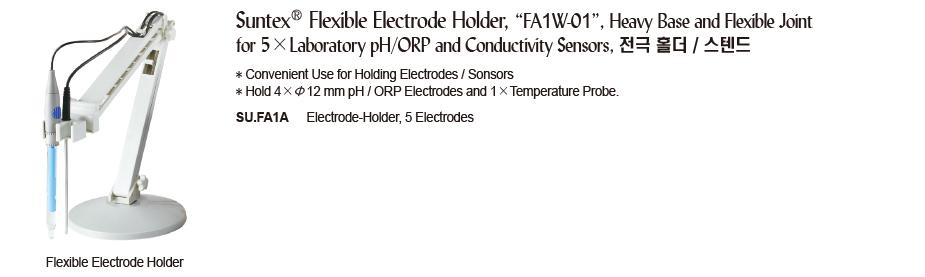 Suntex® Flexible Electrode Holder, “FA1W-01”, Heavy Base and Flexible Joint
for 5×Laboratory pH/ORP and Conductivity Sensors, 전극 홀더 / 스텐드
* Convenient Use for Holding Electrodes / Sonsors
* Hold 4×Φ12 mm pH / ORP Electrodes and 1×Temperature Probe.
SU.FA1A Electrode-Holder, 5 Electrodes
Flexible Electrode Holder